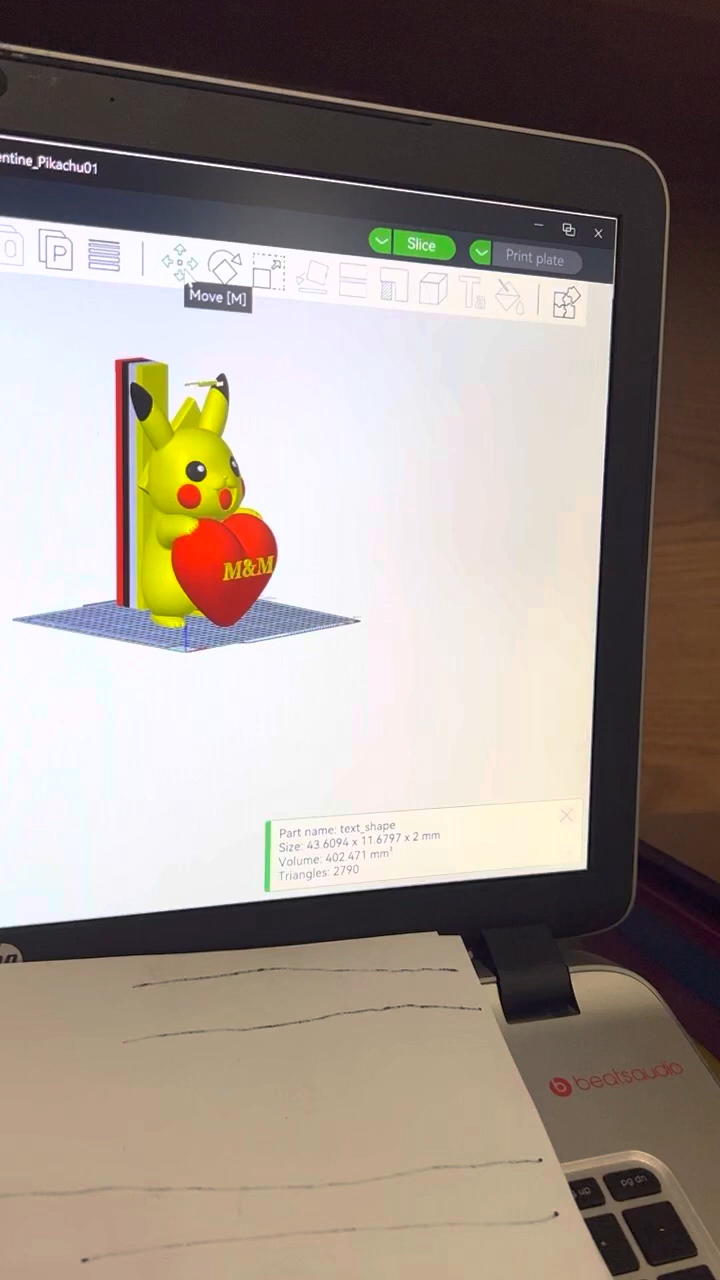 entine_Pikachu01
Slice
Print plate
Move [M]
M&M
Part name: text_shape
Size: 43.6094 x 11.6797 x 2 mm
Volume: 402.471 mm³
Triangles: 2790
beatsaudio
pg dn
up